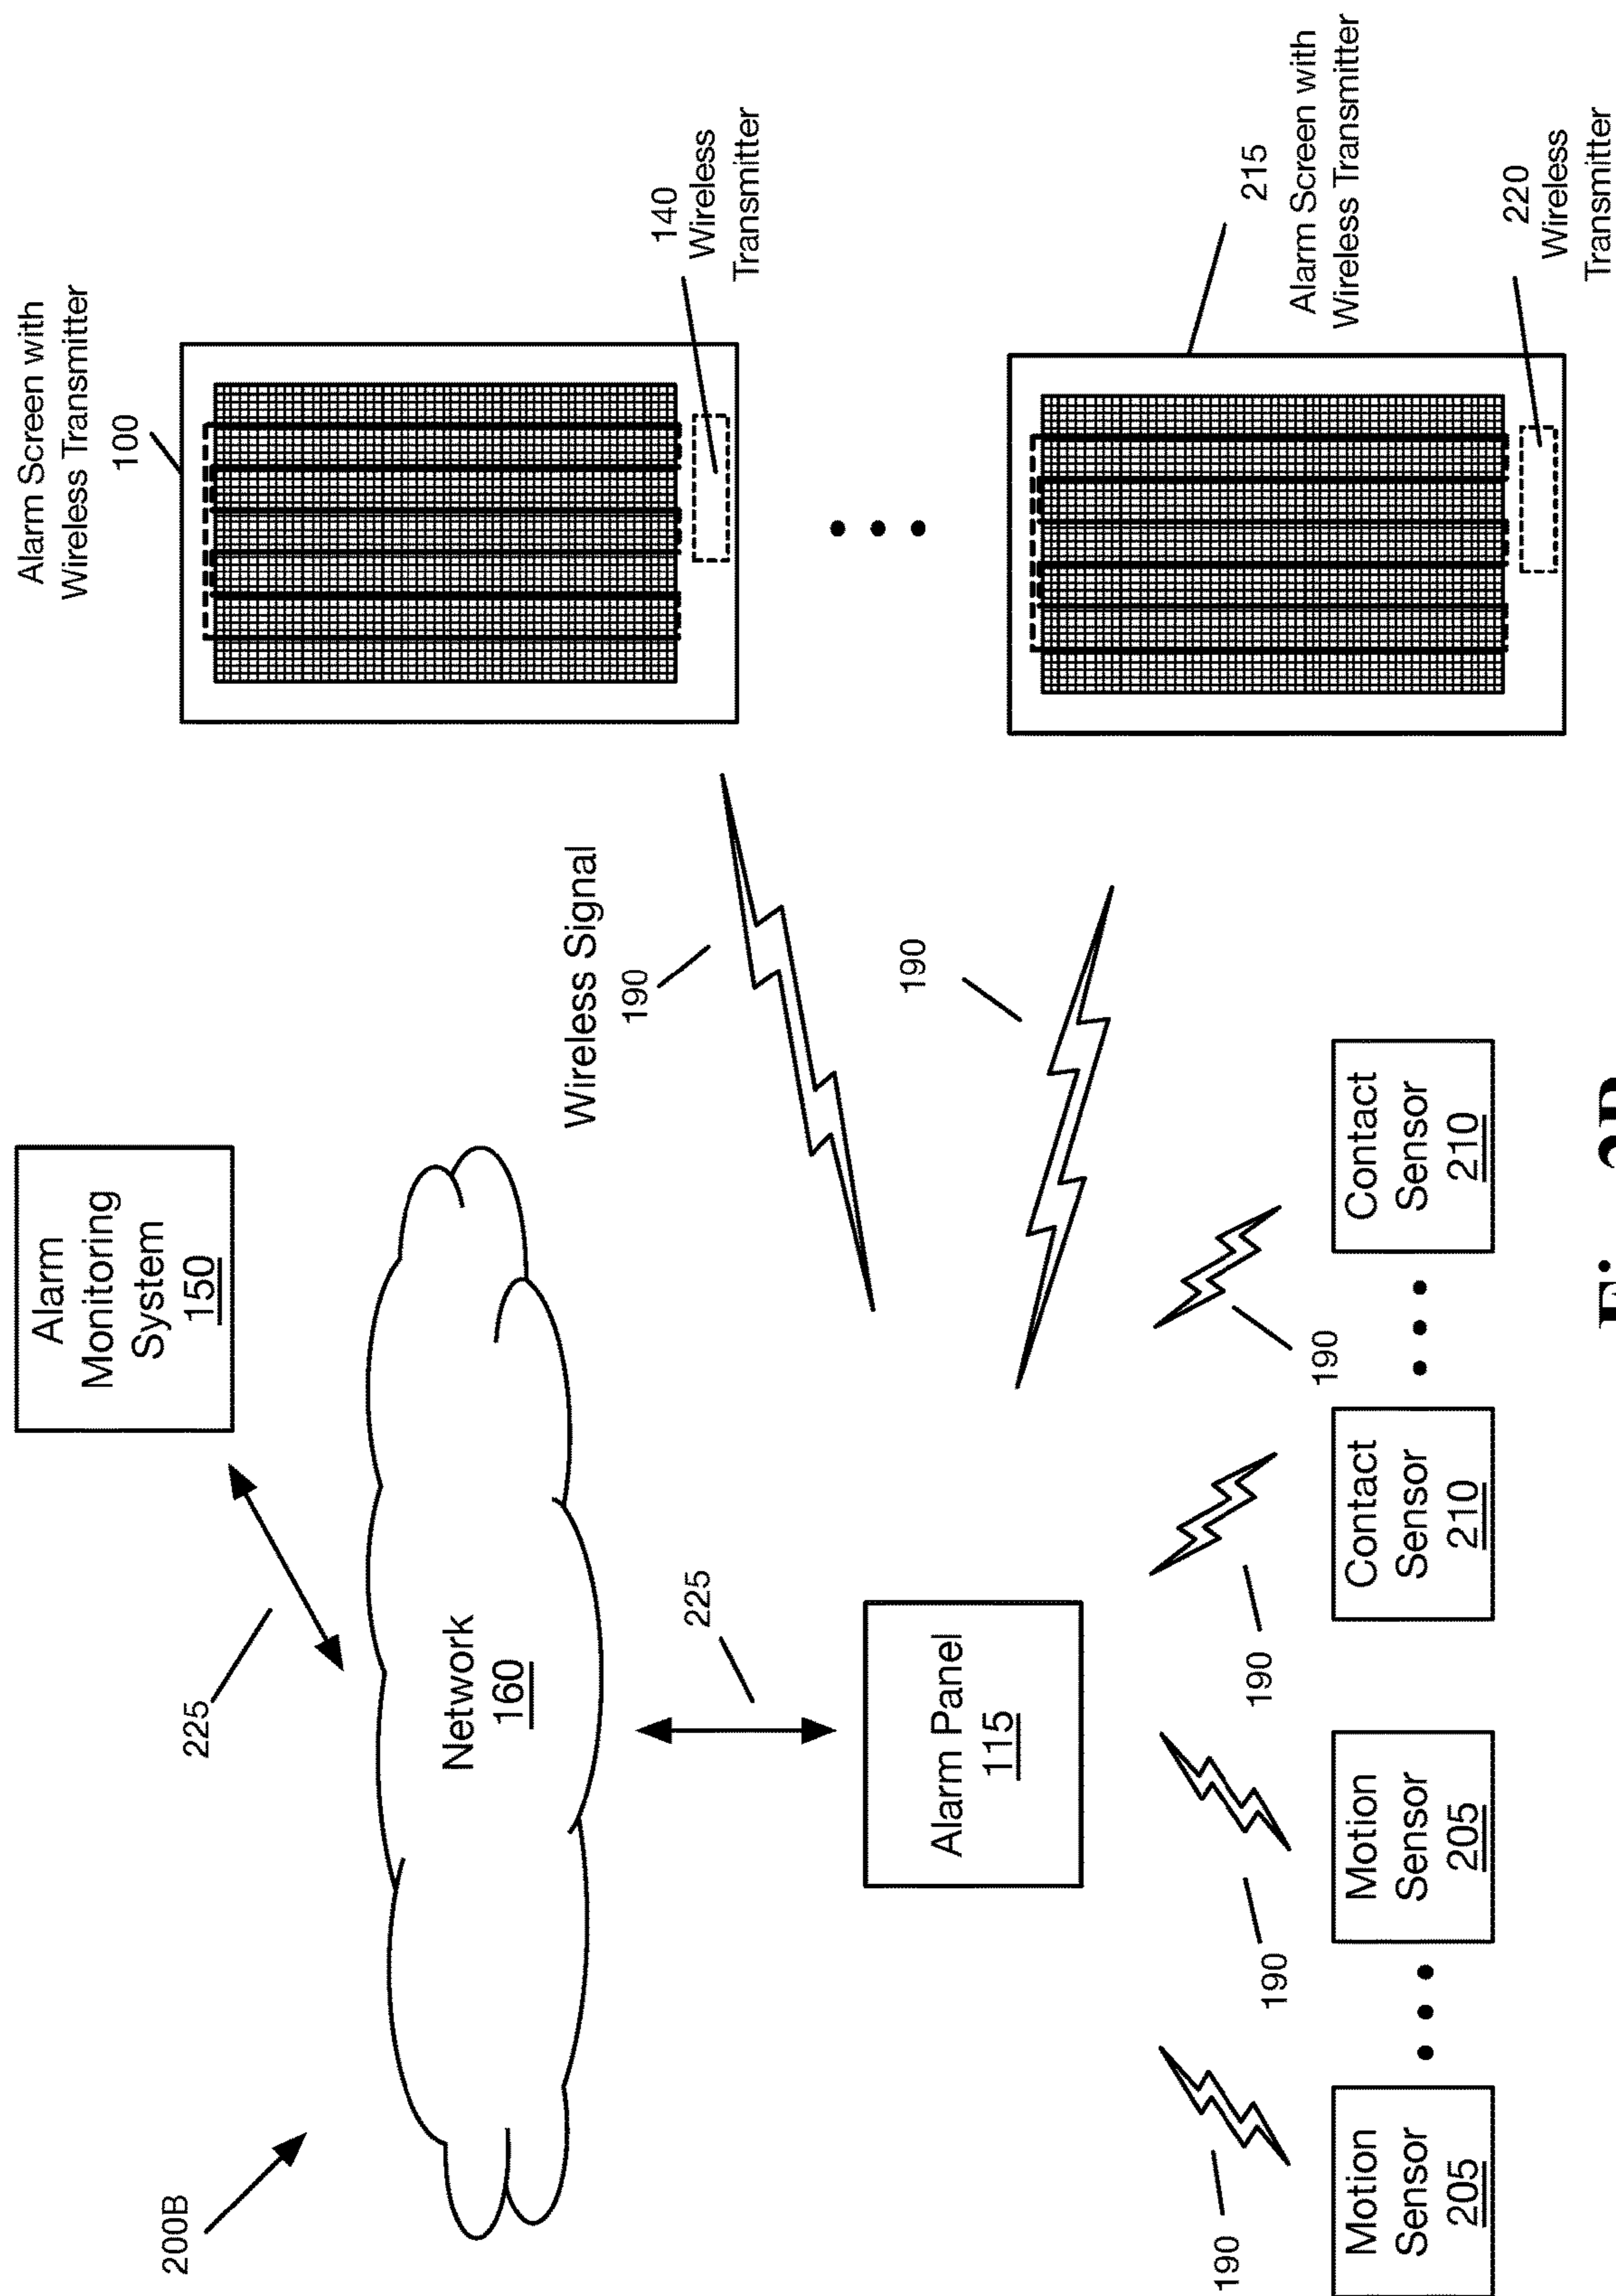 200B
225
Alarm
Monitoring
System
150
Alarm Screen with
Wireless Transmitter
100
Network
160
Wireless Signal
190
140
Wireless
Transmitter
225
190
Alarm Panel
115
215
Alarm Screen with
Wireless Transmitter
190
190
190
190
Motion
Sensor
205
Motion
Sensor
205
Contact
Sensor
210
Contact
Sensor
210
220
Wireless
Transmitter